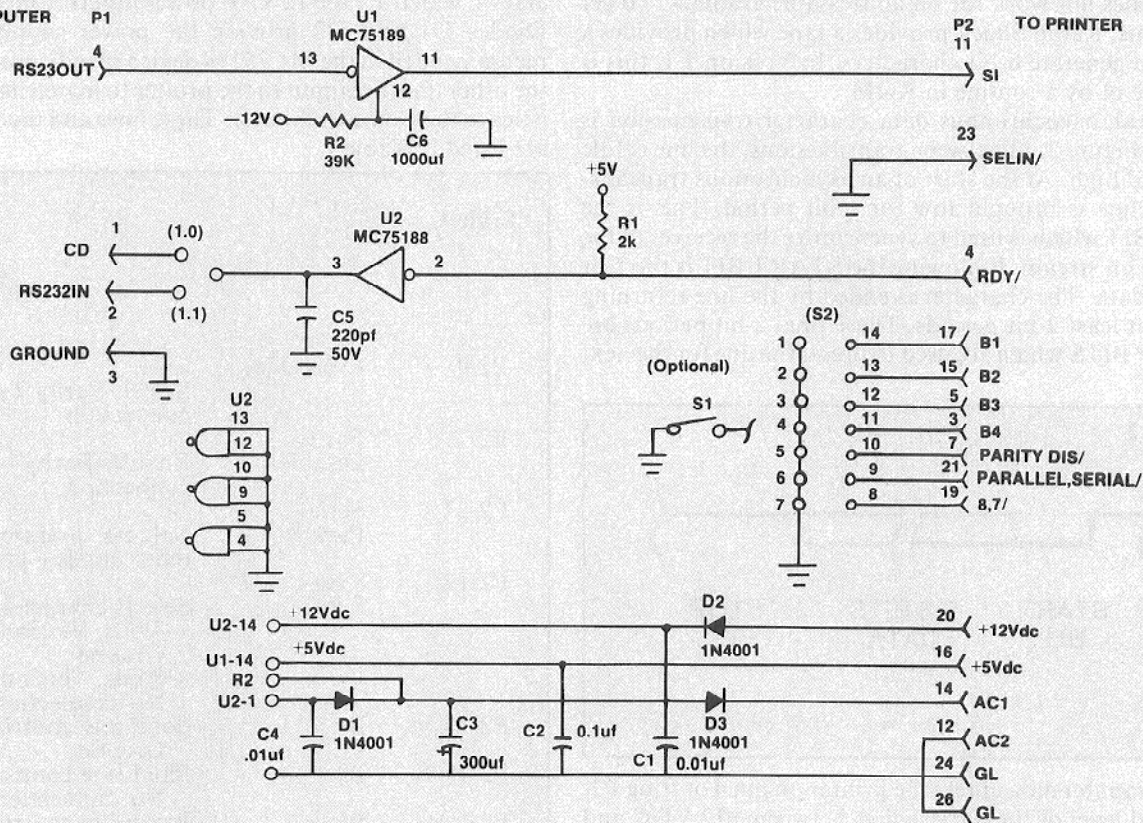 PUTER P1
U1
MC75189
P2 TO PRINTER
4
RS23OUT
13
11
12
11
SI
−12V
R2
39K
C6
1000uf
23
SELIN/
+5V
R1
2k
U2
MC75188
3
2
4
RDY/
CD
1
(1.0)
RS232IN
2
(1.1)
C5
220pf
50V
GROUND
3
(Optional)
S1
(S2)
1 14 17 B1
2 13 15 B2
3 12 5 B3
4 11 3 B4
5 10 7 PARITY DIS/
6 9 21 PARALLEL,SERIAL/
7 8 19 8,7/
U2
13
12
10
9
5
4
U2-14 +12Vdc
D2
1N4001
20 +12Vdc
U1-14 +5Vdc
16 +5Vdc
R2
U2-1
14 AC1
D1
1N4001
D3
1N4001
C4
.01uf
C3
300uf
C2
0.1uf
C1 0.01uf
12 AC2
24 GL
26 GL